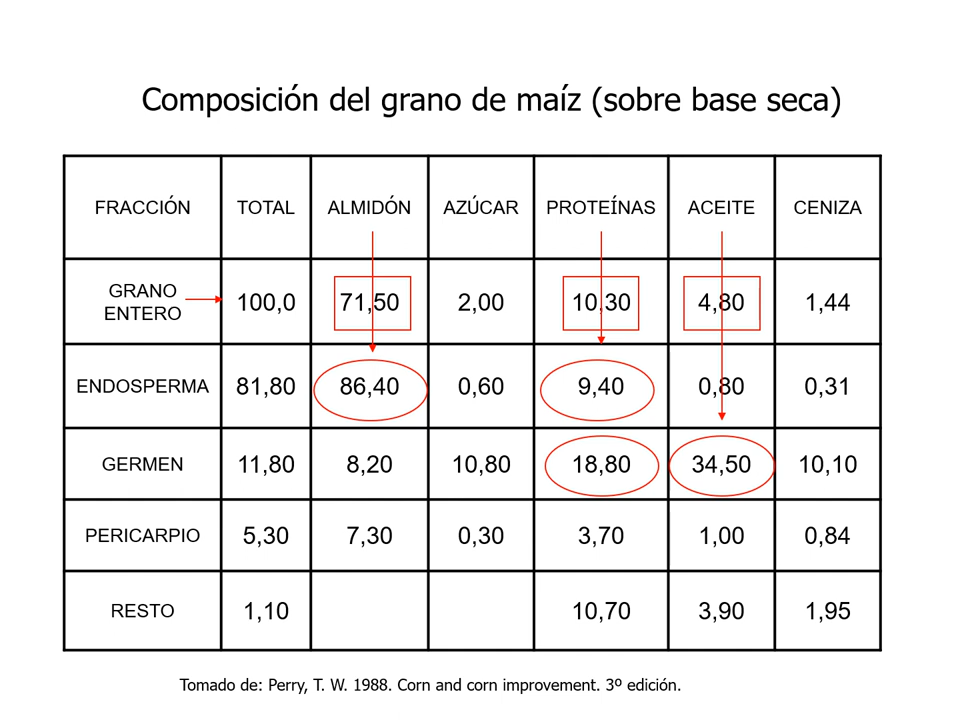 Composición del grano de maíz (sobre base seca)
FRACCIÓN TOTAL ALMIDÓN AZÚCAR PROTEÍNAS ACEITE CENIZA
GRANO ENTERO 100,0 71,50 2,00 10,30 4,80 1,44
ENDOSPERMA 81,80 86,40 0,60 9,40 0,80 0,31
GERMEN 11,80 8,20 10,80 18,80 34,50 10,10
PERICARPIO 5,30 7,30 0,30 3,70 1,00 0,84
RESTO 1,10 10,70 3,90 1,95
Tomado de: Perry, T. W. 1988. Corn and corn improvement. 3º edición.